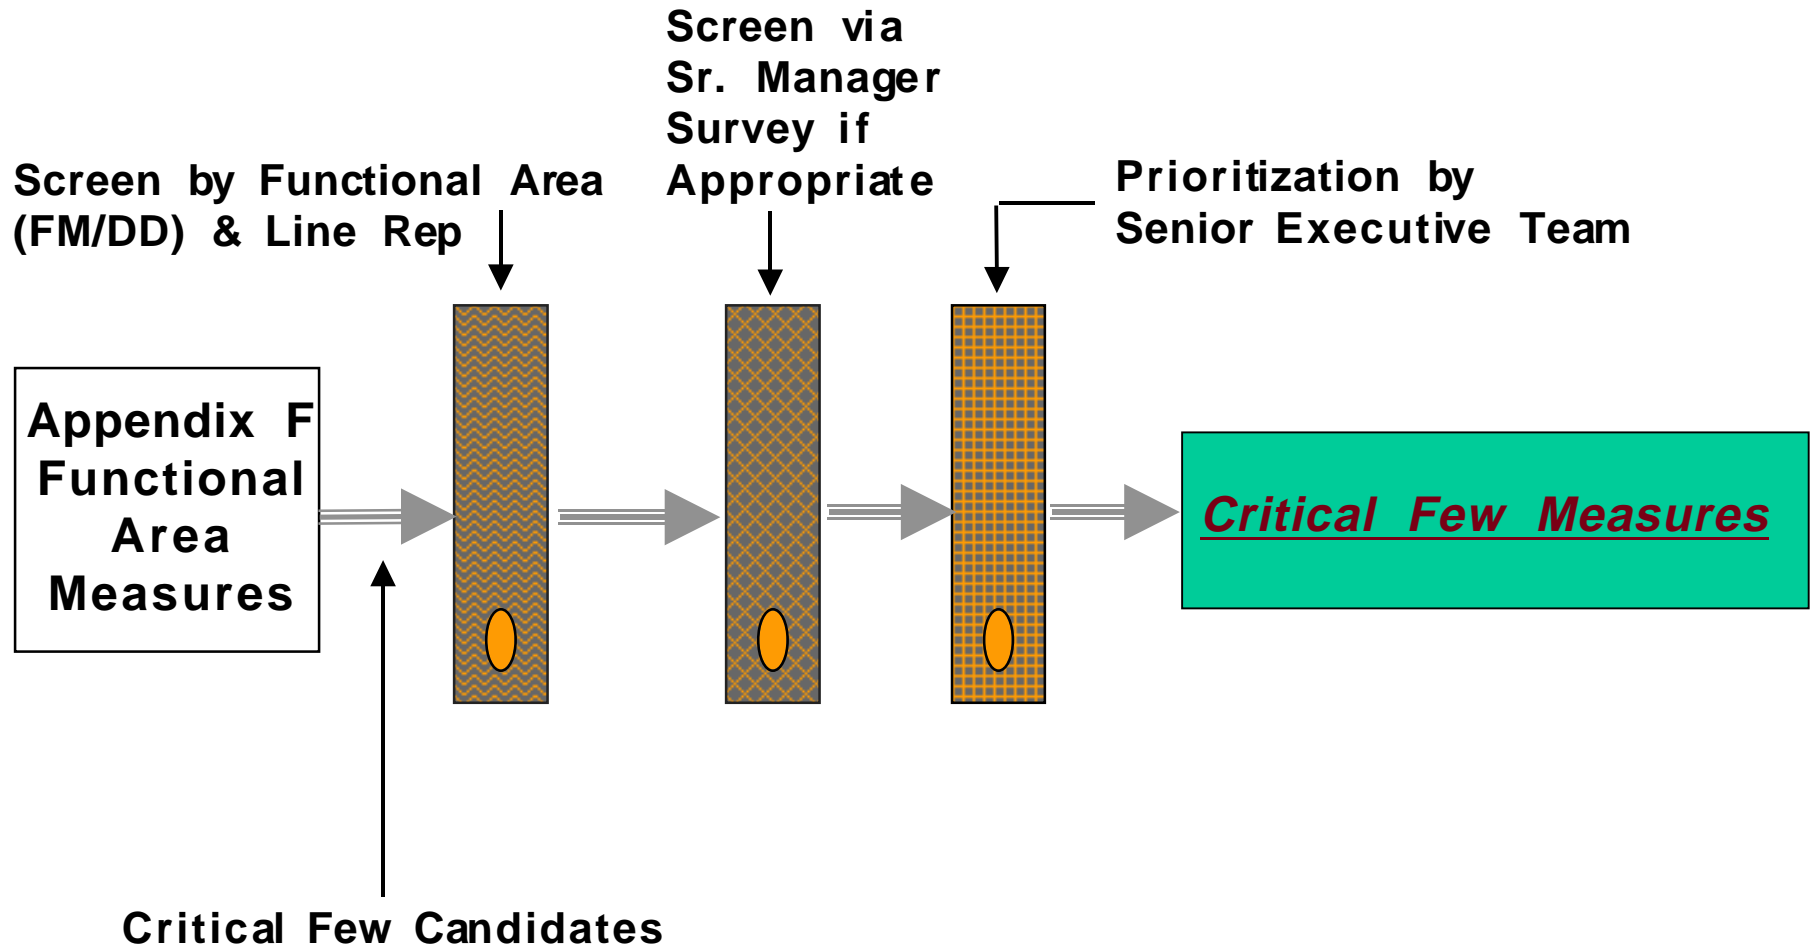 Screen via
Sr. Manager
Survey if
Appropriate
Screen by Functional Area
(FM/DD) & Line Rep
Prioritization by
Senior Executive Team
Appendix F
Functional
Area
Measures
Critical Few Measures
Critical Few Candidates